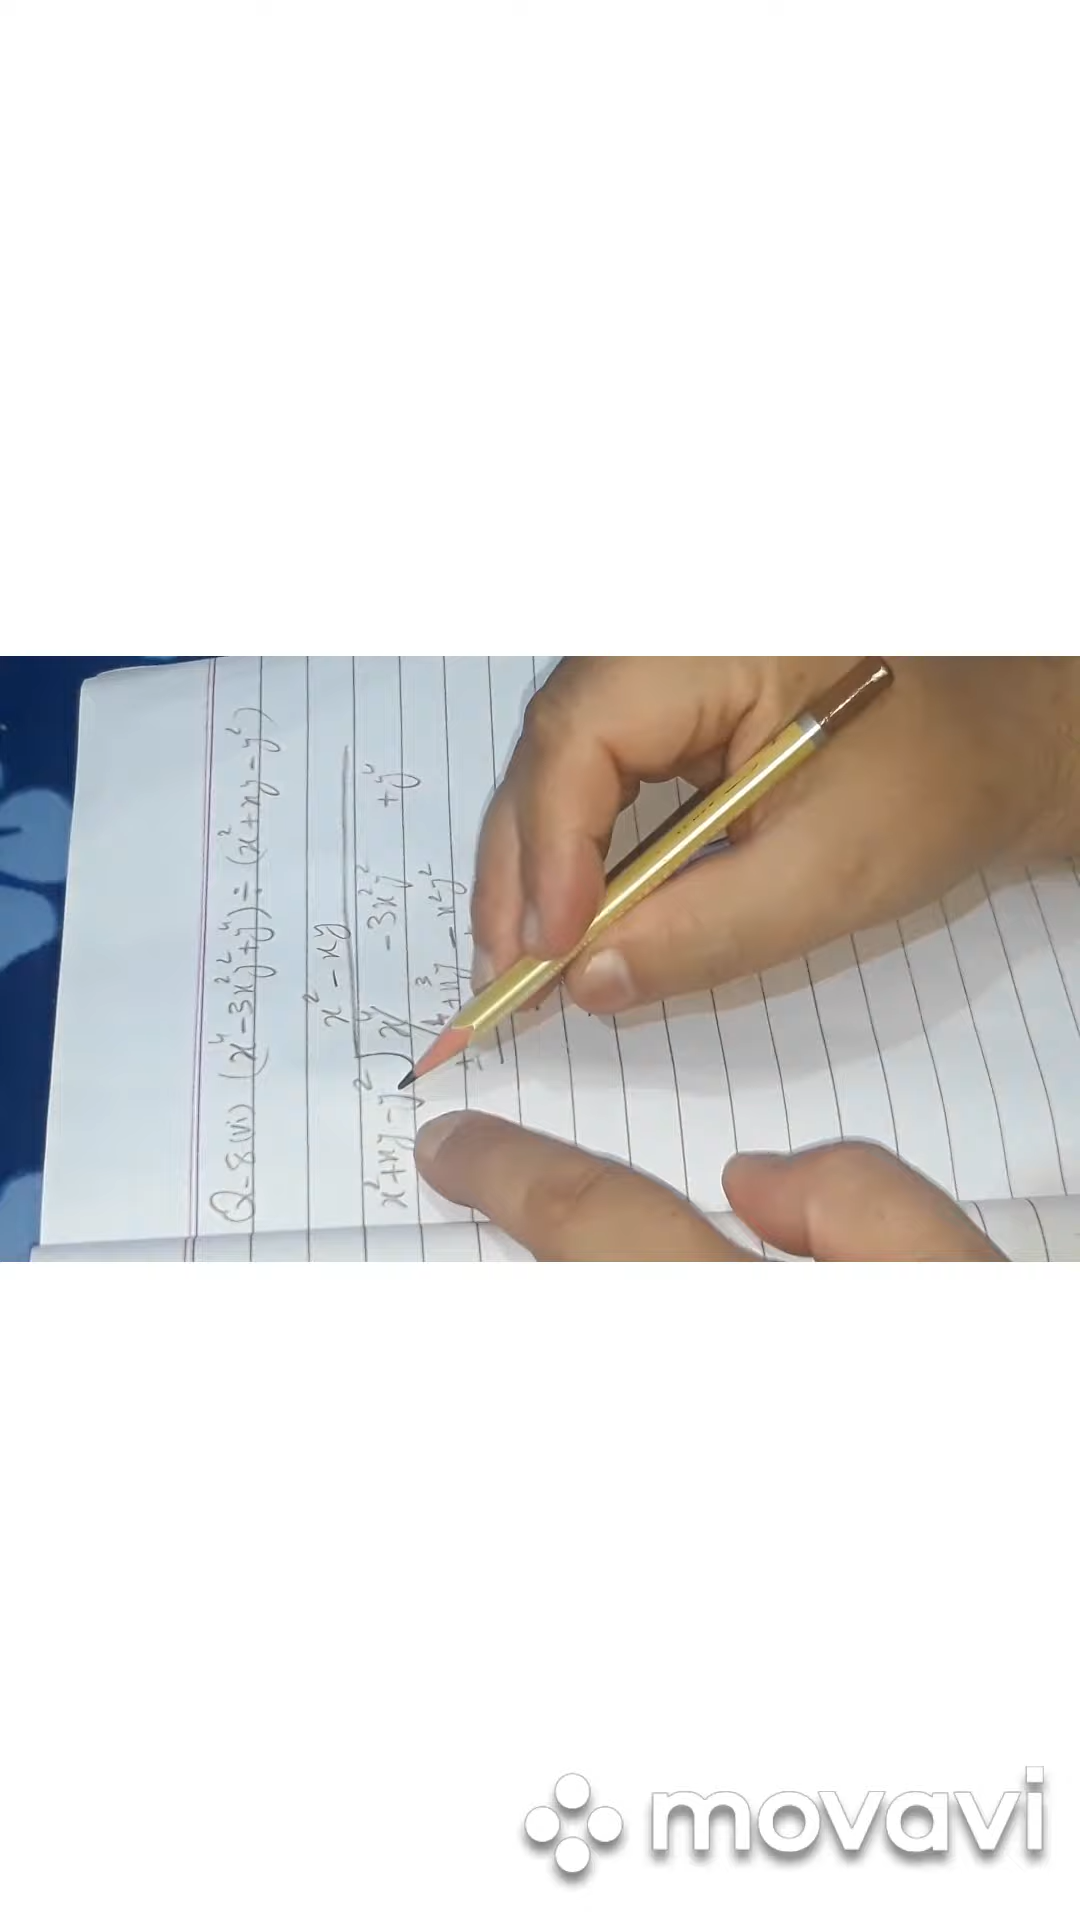 Q-8(vi) (x⁴-3x²y²+y⁴)÷(x²+xy-y²)
x²-xy
x²+xy-y² ) x⁴ -3x²y² +y⁴
x⁴+x³y-x²y²
movavi